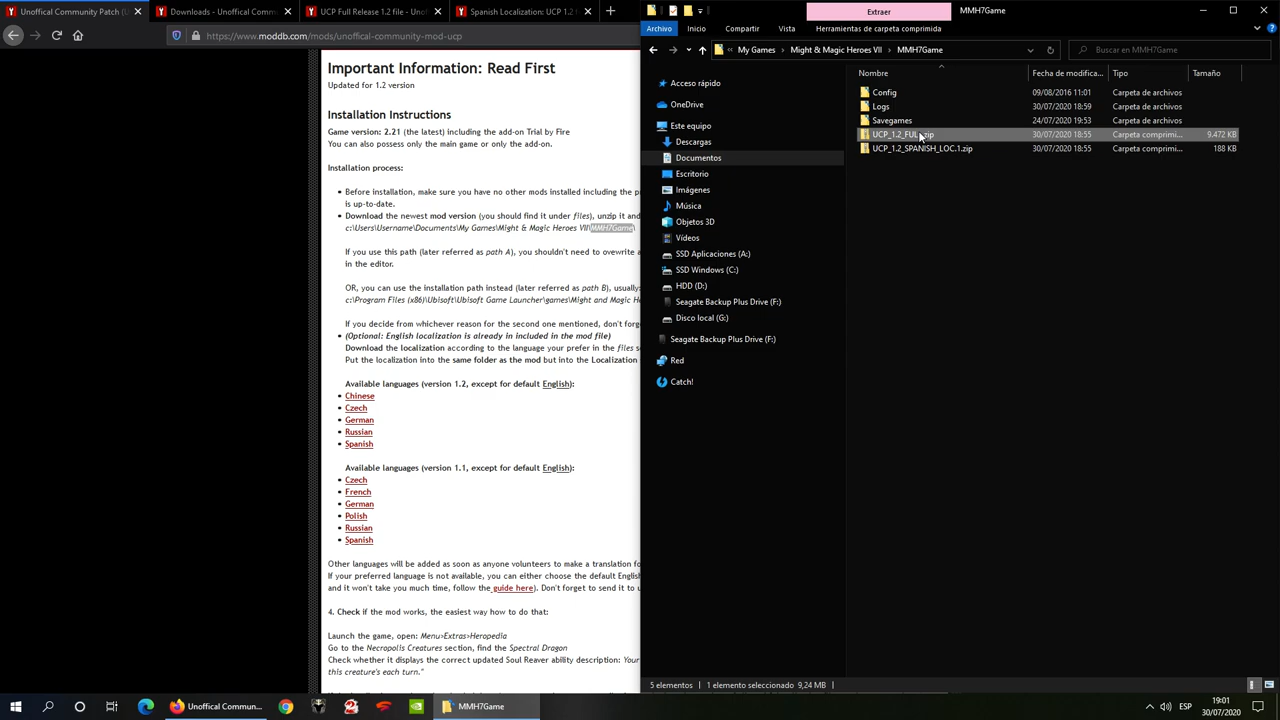 Unoffical Community Patch (U
Downloads - Unoffical Comm
UCP Full Release 1.2 file - Unof
Spanish Localization: UCP 1.2 f
https://www.moddb.com/mods/unoffical-community-mod-ucp
Important Information: Read First
Updated for 1.2 version
Installation Instructions
Game version: 2.21 (the latest) including the add-on Trial by Fire
You can also possess only the main game or only the add-on.
Installation process:
Before installation, make sure you have no other mods installed including the
is up-to-date.
Download the newest mod version (you should find it under files), unzip it and
c:\Users\Username\Documents\My Games\Might & Magic Heroes VII\MMH7Game\
If you use this path (later referred as path A), you shouldn't need to ovewrite
in the editor.
OR, you can use the installation path instead (later referred as path B), usually:
c:\Program Files (x86)\Ubisoft\Ubisoft Game Launcher\games\Might and Magic He
If you decide from whichever reason for the second one mentioned, don't forg
(Optional: English localization is already in included in the mod file)
Download the localization according to the language your prefer in the files
Put the localization into the same folder as the mod but into the Localization
Available languages (version 1.2, except for default English):
Chinese
Czech
German
Russian
Spanish
Available languages (version 1.1, except for default English):
Czech
French
German
Polish
Russian
Spanish
Other languages will be added as soon as anyone volunteers to make a translation
If your preferred language is not available, you can either choose the default English
and it won't take you much time, follow the guide here). Don't forget to send it to
4. Check if the mod works, the easiest way how to do that:
Launch the game, open: Menu>Extras>Heropedia
Go to the Necropolis Creatures section, find the Spectral Dragon
Check whether it displays the correct updated Soul Reaver ability description: Your
this creature's each turn."
Extraer
MMH7Game
Archivo
Inicio
Compartir
Vista
Herramientas de carpeta comprimida
My Games > Might & Magic Heroes VII > MMH7Game
Buscar en MMH7Game
Nombre
Fecha de modifica...
Tipo
Tamaño
Config 09/08/2016 11:01 Carpeta de archivos
Logs 30/07/2020 18:59 Carpeta de archivos
Savegames 24/07/2020 19:53 Carpeta de archivos
UCP_1.2_FULL.zip 30/07/2020 18:55 Carpeta comprimi... 9,472 KB
UCP_1.2_SPANISH_LOC.1.zip 30/07/2020 18:55 Carpeta comprimi... 188 KB
Acceso rápido
OneDrive
Este equipo
Descargas
Documentos
Escritorio
Imágenes
Música
Objetos 3D
Vídeos
SSD Aplicaciones (A:)
SSD Windows (C:)
HDD (D:)
Seagate Backup Plus Drive (F:)
Disco local (G:)
Seagate Backup Plus Drive (F:)
Red
Catch!
5 elementos
1 elemento seleccionado 9,24 MB
Unoffical Commun...
MMH7Game
ESP
19:01
30/07/2020